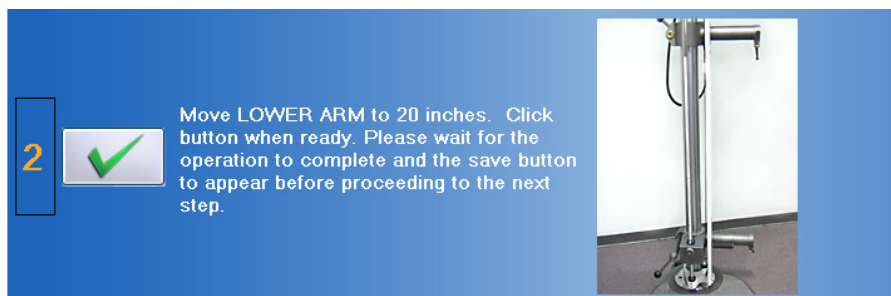 2
Move LOWER ARM to 20 inches.  Click
button when ready. Please wait for the
operation to complete and the save button
to appear before proceeding to the next
step.